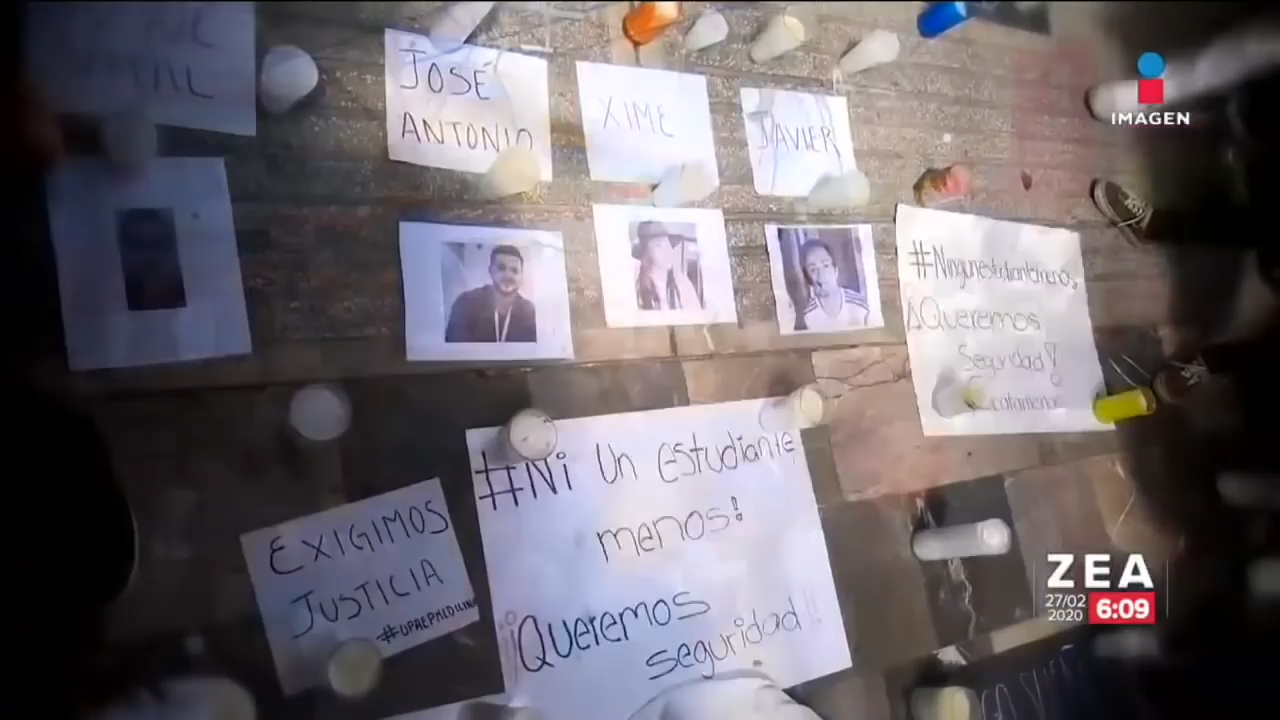 JOSÉ
ANTONIO
XIME
JAVIER
IMAGEN
#Ningunestudiantemenos
¡Queremos
Seguridad!
#Ni Un estudiante
menos!
¡Queremos
seguridad!!
EXIGIMOS
JUSTICIA
ZEA
27/02
2020
6:09